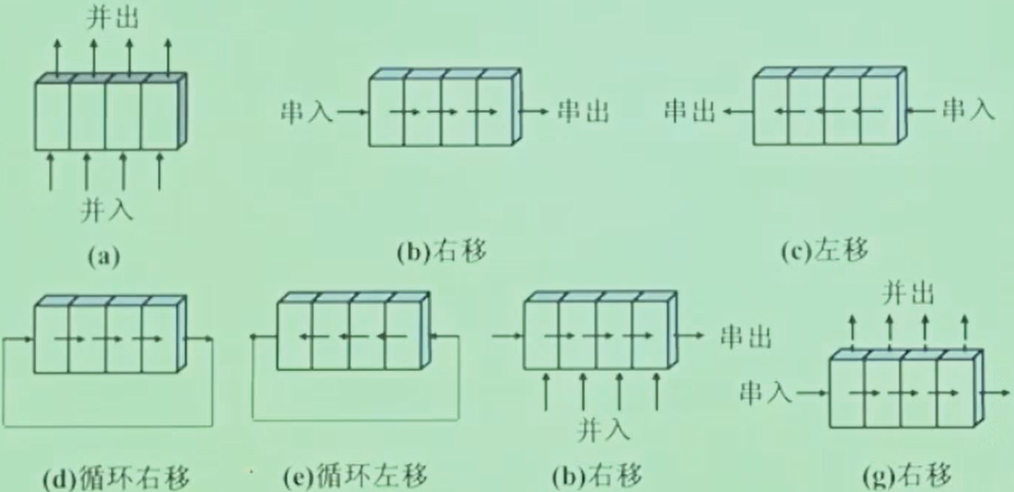 并出
并入
(a)
串入
串出
(b)右移
串出
串入
(c)左移
(d)循环右移
(e)循环左移
串出
并入
(b)右移
并出
串入
(g)右移